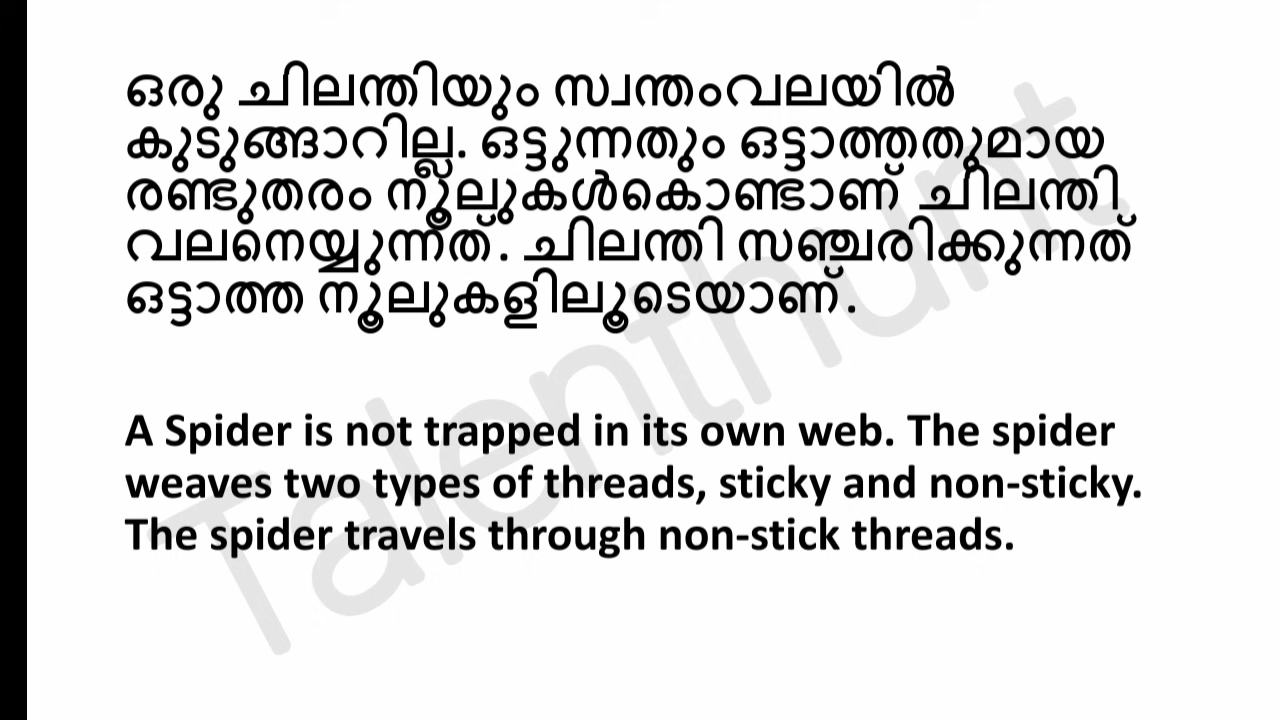 ഒരു ചിലന്തിയും സ്വന്തംവലയിൽ
കുടുങ്ങാറില്ല. ഒട്ടുന്നതും ഒട്ടാത്തതുമായ
രണ്ടുതരം നൂലുകൾകൊണ്ടാണ് ചിലന്തി
വലനെയ്യുന്നത്. ചിലന്തി സഞ്ചരിക്കുന്നത്
ഒട്ടാത്ത നൂലുകളിലൂടെയാണ്.
A Spider is not trapped in its own web. The spider
weaves two types of threads, sticky and non-sticky.
The spider travels through non-stick threads.
Talenthunt